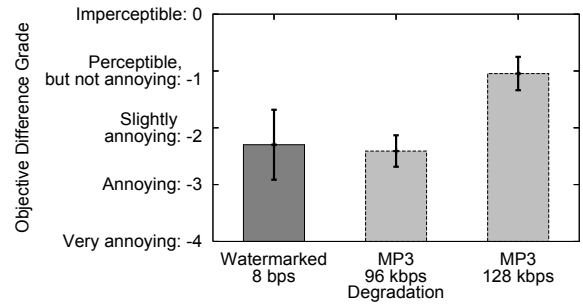 Objective Difference Grade
Imperceptible: 0
Perceptible,
but not annoying: -1
Slightly
annoying: -2
Annoying: -3
Very annoying: -4
Watermarked
8 bps
MP3
96 kbps
MP3
128 kbps
Degradation